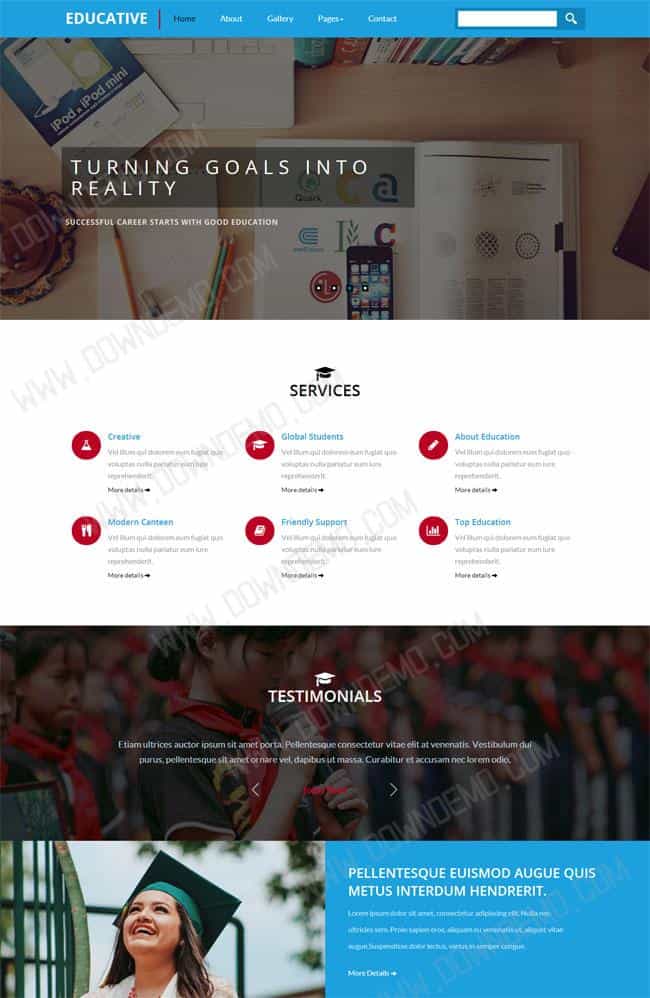 EDUCATIVE
Home
About
Gallery
Pages
Contact
iPod x iPod mini
TURNING GOALS INTO
REALITY
SUCCESSFUL CAREER STARTS WITH GOOD EDUCATION
Quark
SERVICES
Creative
Vel illum qui dolorem eum fugiat quo
voluptas nulla pariatur eum iure
reprehenderit.
More details
Global Students
Vel illum qui dolorem eum fugiat quo
voluptas nulla pariatur eum iure
reprehenderit.
More details
About Education
Vel illum qui dolorem eum fugiat quo
voluptas nulla pariatur eum iure
reprehenderit.
More details
Modern Canteen
Vel illum qui dolorem eum fugiat quo
voluptas nulla pariatur eum iure
reprehenderit.
More details
Friendly Support
Vel illum qui dolorem eum fugiat quo
voluptas nulla pariatur eum iure
reprehenderit.
More details
Top Education
Vel illum qui dolorem eum fugiat quo
voluptas nulla pariatur eum iure
reprehenderit.
More details
TESTIMONIALS
Etiam ultrices auctor ipsum sit amet porta. Pellentesque consectetur vitae elit at venenatis. Vestibulum dui
purus, pellentesque sit amet ornare vel, dapibus ut massa. Curabitur et accusam nec lorem odio.
PELLENTESQUE EUISMOD AUGUE QUIS
METUS INTERDUM HENDRERIT.
Lorem ipsum dolor sit amet, consectetur adipiscing elit. Nulla nec
ultricies sem. Proin sapien eros, aliquam eu venenatis ut, aliquet vitae
augue.Suspendisse dolor lectus, varius in semper congue.
More Details
WWW.DOWNDEMO.COM
WWW.DOWNDEMO.COM
WWW.DOWNDEMO.COM
WWW.DOWNDEMO.COM